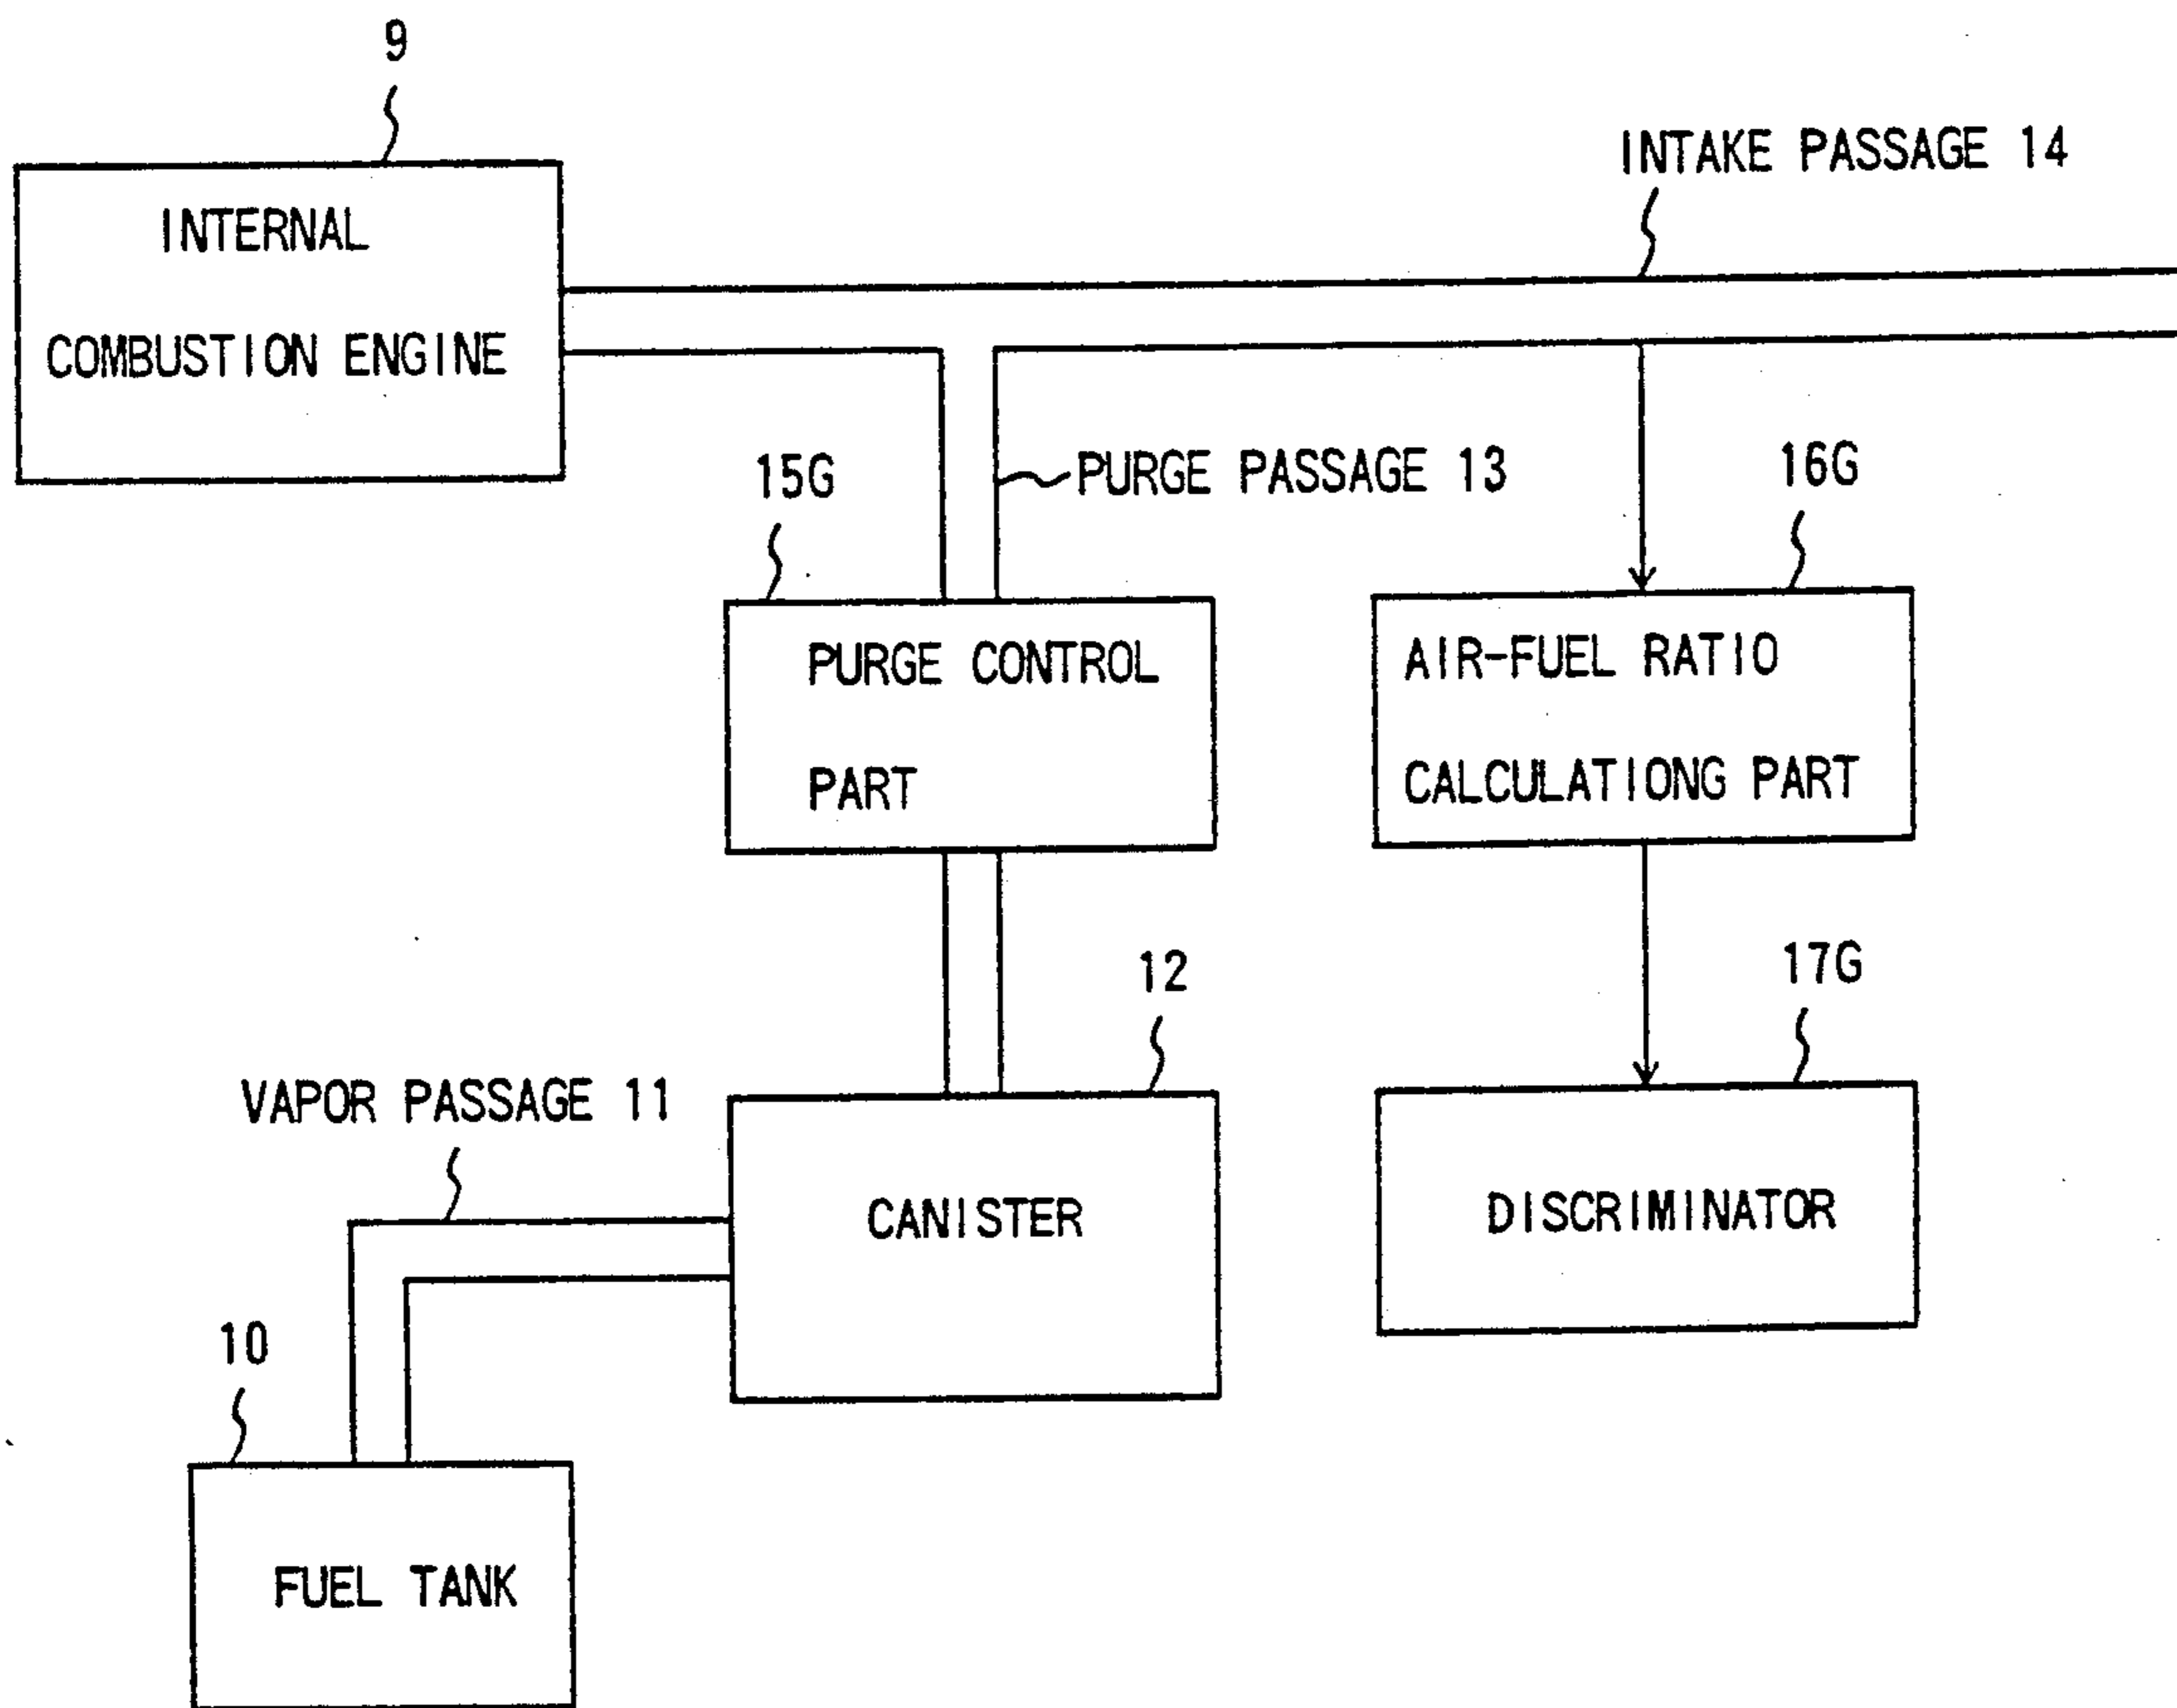 9
INTAKE PASSAGE 14
INTERNAL
COMBUSTION ENGINE
15G
PURGE PASSAGE 13
16G
PURGE CONTROL
PART
AIR-FUEL RATIO
CALCULATIONG PART
12
17G
VAPOR PASSAGE 11
CANISTER
DISCRIMINATOR
10
FUEL TANK